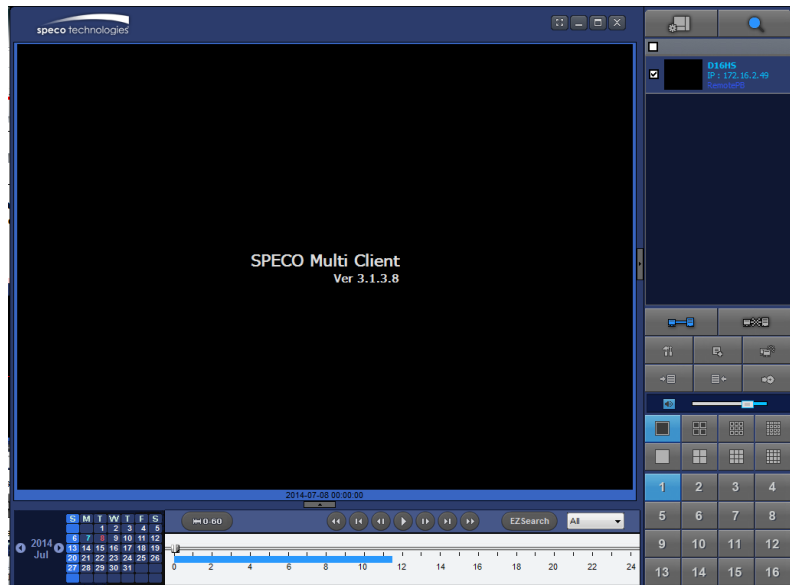 speco technologies
D16HS
IP : 172.16.2.49
RemotePB
SPECO Multi Client
Ver 3.1.3.8
2014-07-08 00:00:00
2014
Jul
S M T W T F S
1 2 3 4 5
6 7 8 9 10 11 12
13 14 15 16 17 18 19
20 21 22 23 24 25 26
27 28 29 30 31
0-60
EZSearch
All
0 2 4 6 8 10 12 14 16 18 20 22 24
1 2 3 4
5 6 7 8
9 10 11 12
13 14 15 16